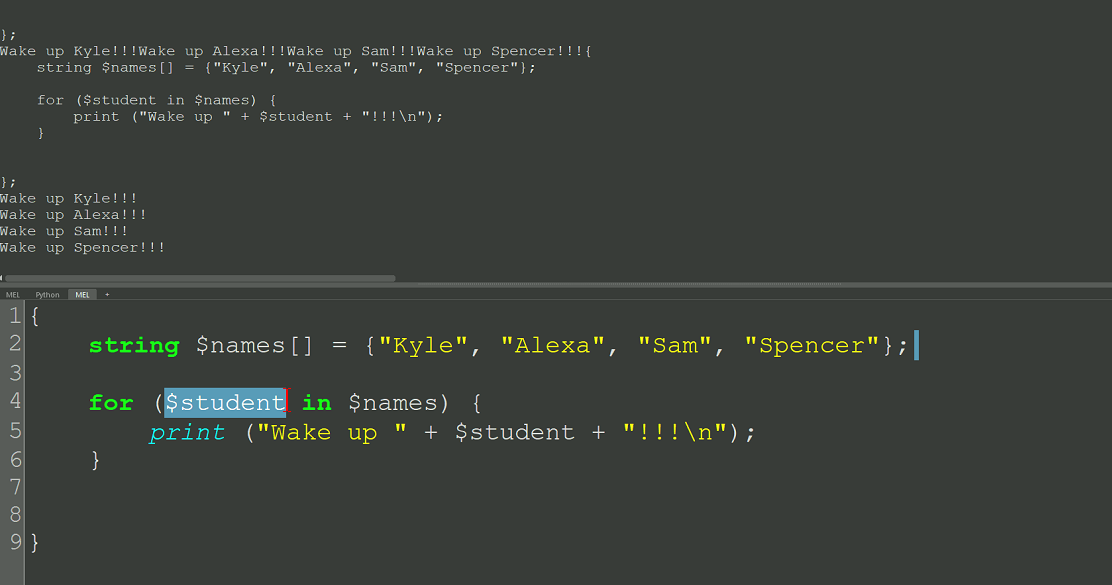 };
Wake up Kyle!!!Wake up Alexa!!!Wake up Sam!!!Wake up Spencer!!!{
    string $names[] = {"Kyle", "Alexa", "Sam", "Spencer"};
    for ($student in $names) {
        print ("Wake up " + $student + "!!!\n");
    }
};
Wake up Kyle!!!
Wake up Alexa!!!
Wake up Sam!!!
Wake up Spencer!!!
MEL Python MEL +
1 {
2     string $names[] = {"Kyle", "Alexa", "Sam", "Spencer"};
3
4     for ($student in $names) {
5         print ("Wake up " + $student + "!!!\n");
6     }
7
8
9 }